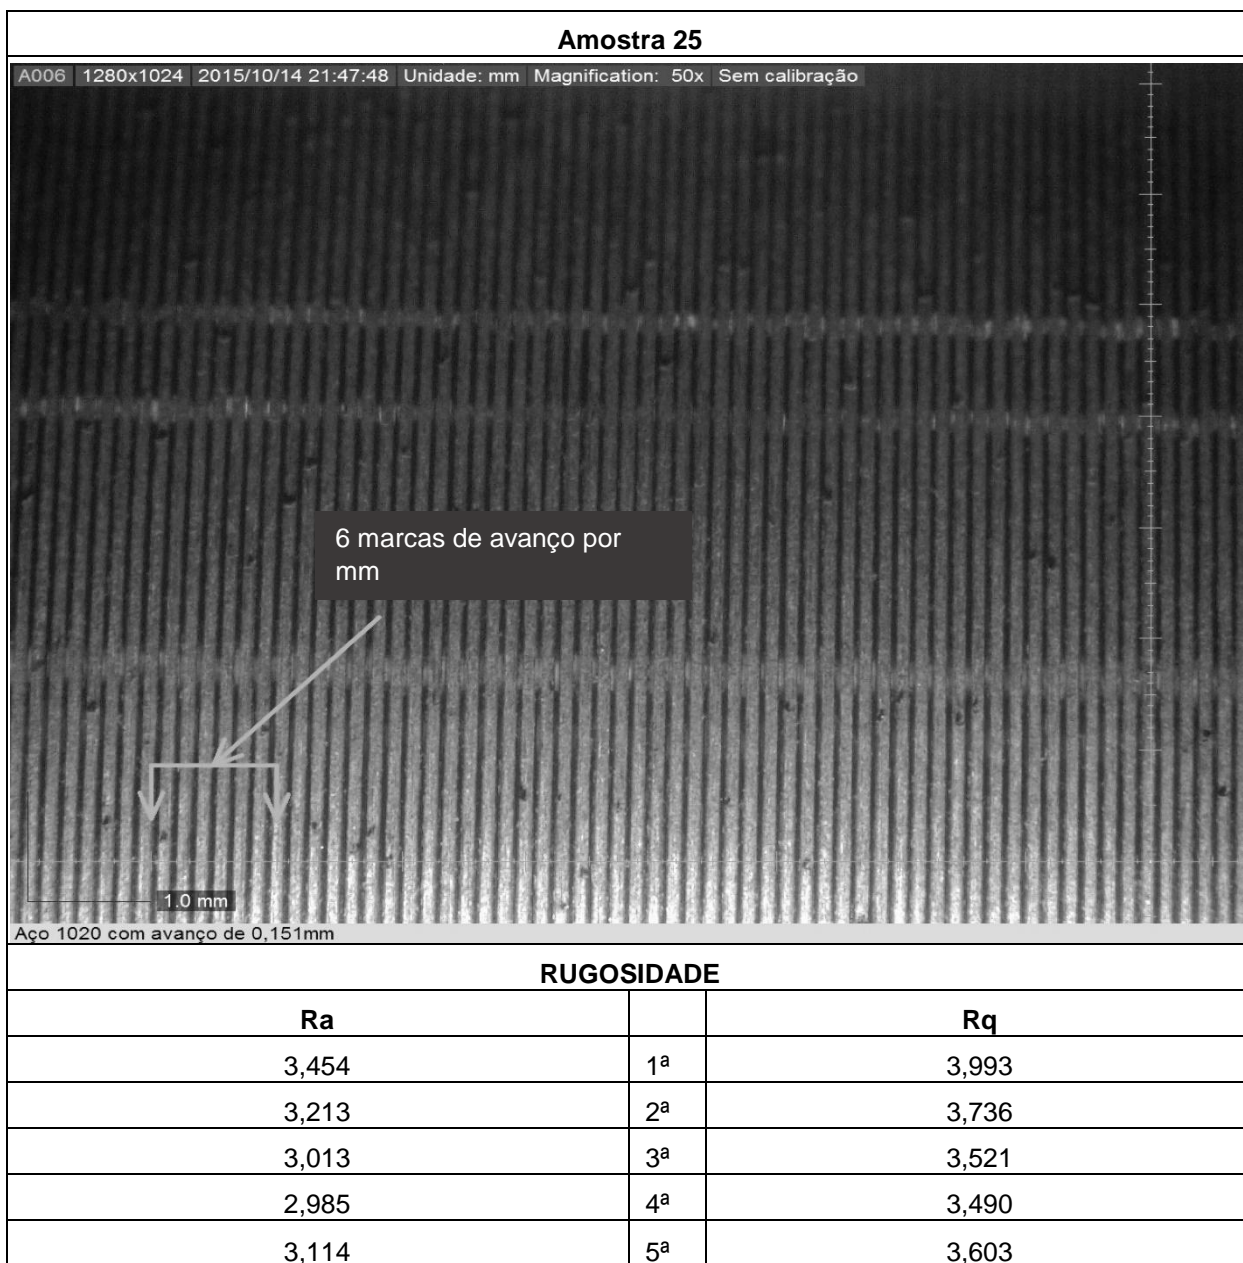 Amostra 25
A006 1280x1024 2015/10/14 21:47:48 Unidade: mm Magnification: 50x Sem calibração
6 marcas de avanço por
mm
1.0 mm
Aço 1020 com avanço de 0,151mm
RUGOSIDADE
Ra Rq
3,454 1ª 3,993
3,213 2ª 3,736
3,013 3ª 3,521
2,985 4ª 3,490
3,114 5ª 3,603